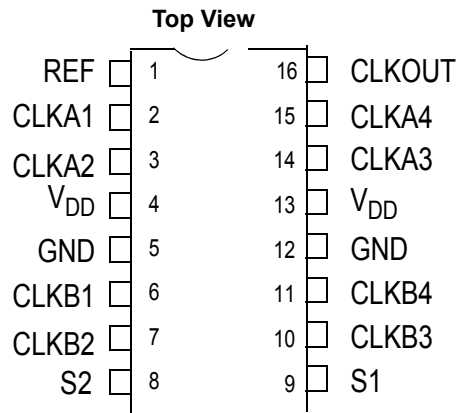 Top View
REF 1 16 CLKOUT
CLKA1 2 15 CLKA4
CLKA2 3 14 CLKA3
VDD 4 13 VDD
GND 5 12 GND
CLKB1 6 11 CLKB4
CLKB2 7 10 CLKB3
S2 8 9 S1